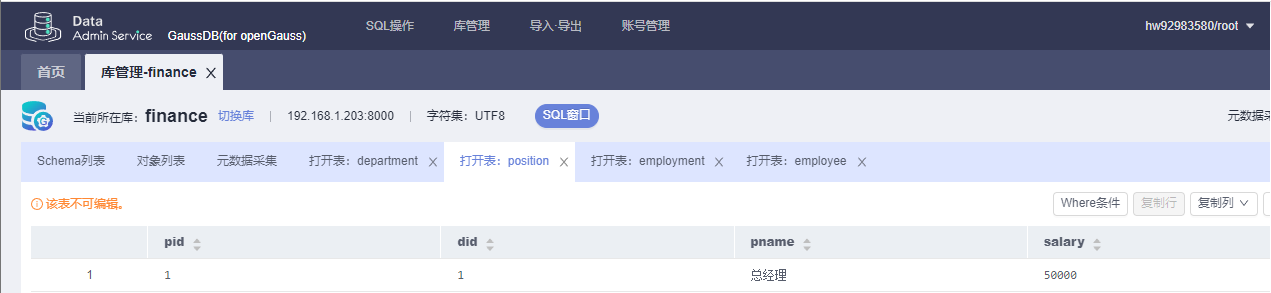 Data
Admin Service GaussDB(for openGauss) SQL操作 库管理 导入·导出 账号管理 hw92983580/root
首页 库管理-finance
当前所在库：finance 切换库 | 192.168.1.203:8000 | 字符集：UTF8 SQL窗口 元数据采
Schema列表 对象列表 元数据采集 打开表：department 打开表：position 打开表：employment 打开表：employee
该表不可编辑。 Where条件 复制行 复制列
pid did pname salary
1 1 1 总经理 50000